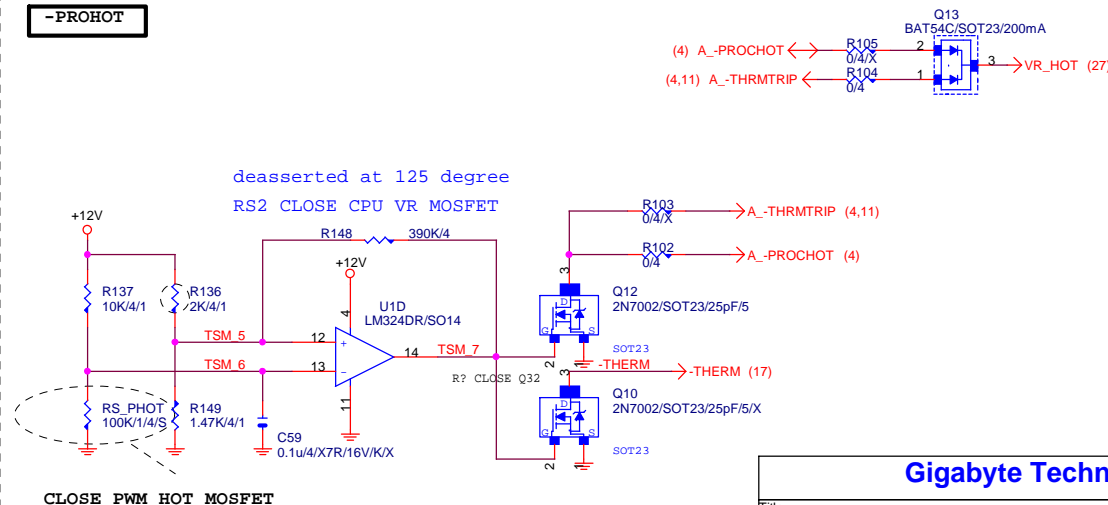 -PROHOT
Q13
BAT54C/SOT23/200mA
(4) A_-PROCHOT
R105
0/4/X
2
3
VR_HOT (27)
(4,11) A_-THRMTRIP
R104
0/4
1
deasserted at 125 degree
RS2 CLOSE CPU VR MOSFET
+12V
R148
390K/4
+12V
R103
0/4/X
A_-THRMTRIP (4,11)
R102
0/4
A_-PROCHOT (4)
R137
10K/4/1
R136
2K/4/1
4
U1D
LM324DR/SO14
3
D
G
S
Q12
2N7002/SOT23/25pF/5
SOT23
2
1
TSM_5
12
+
TSM_6
13
-
14
TSM_7
11
R? CLOSE Q32
-THERM
3
-THERM (17)
D
G
S
Q10
2N7002/SOT23/25pF/5/X
SOT23
2
1
RS_PHOT
100K/1/4/S
R149
1.47K/4/1
C59
0.1u/4/X7R/16V/K/X
CLOSE PWM HOT MOSFET
Gigabyte Techn